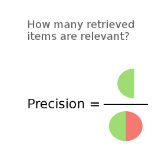 How many retrieved
items are relevant?
Precision =